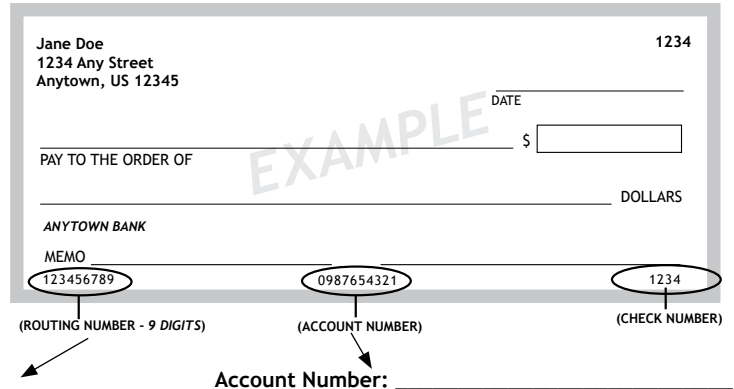 Jane Doe 1234
1234 Any Street
Anytown, US 12345
DATE
EXAMPLE
$
PAY TO THE ORDER OF
DOLLARS
ANYTOWN BANK
MEMO
123456789 0987654321 1234
(ROUTING NUMBER - 9 DIGITS) (ACCOUNT NUMBER) (CHECK NUMBER)
Account Number: